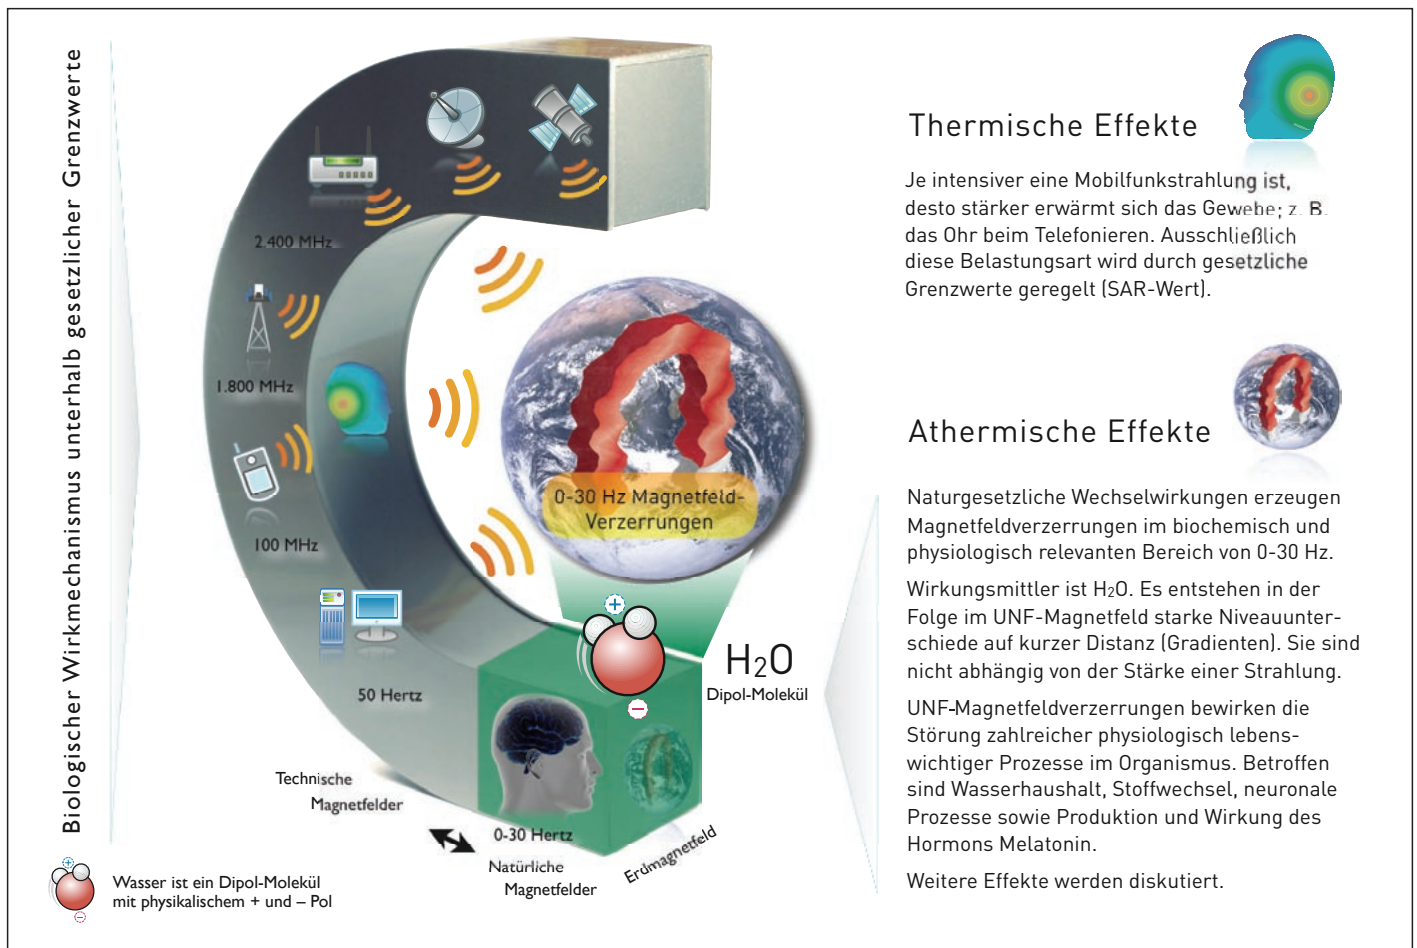 Biologischer Wirkmechanismus unterhalb gesetzlicher Grenzwerte
2.400 MHz
1.800 MHz
100 MHz
50 Hertz
0-30 Hz Magnetfeld-
Verzerrungen
+
−
H₂O
Dipol-Molekül
Technische
Magnetfelder
0-30 Hertz
Natürliche
Magnetfelder
Erdmagnetfeld
+
−
Wasser ist ein Dipol-Molekül
mit physikalischem + und – Pol
Thermische Effekte
Je intensiver eine Mobilfunkstrahlung ist,
desto stärker erwärmt sich das Gewebe; z. B.
das Ohr beim Telefonieren. Ausschließlich
diese Belastungsart wird durch gesetzliche
Grenzwerte geregelt (SAR-Wert).
Athermische Effekte
Naturgesetzliche Wechselwirkungen erzeugen
Magnetfeldverzerrungen im biochemisch und
physiologisch relevanten Bereich von 0-30 Hz.
Wirkungsmittler ist H₂O. Es entstehen in der
Folge im UNF-Magnetfeld starke Niveauunter-
schiede auf kurzer Distanz (Gradienten). Sie sind
nicht abhängig von der Stärke einer Strahlung.
UNF-Magnetfeldverzerrungen bewirken die
Störung zahlreicher physiologisch lebens-
wichtiger Prozesse im Organismus. Betroffen
sind Wasserhaushalt, Stoffwechsel, neuronale
Prozesse sowie Produktion und Wirkung des
Hormons Melatonin.
Weitere Effekte werden diskutiert.